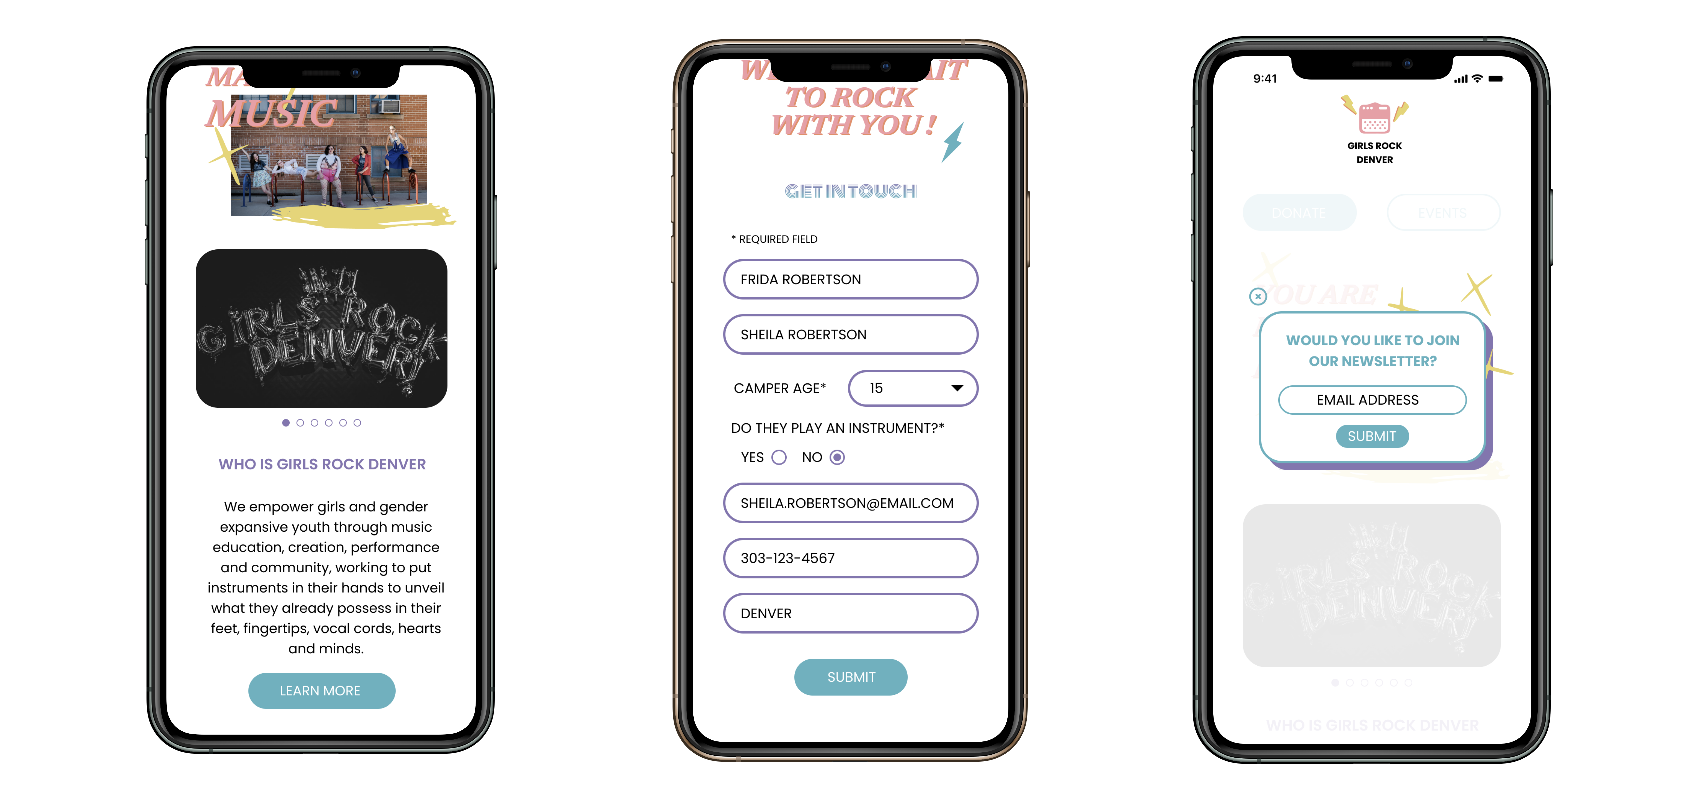 MA
MUSIC
GIRLS ROCK
DENVER!
WHO IS GIRLS ROCK DENVER
We empower girls and gender
expansive youth through music
education, creation, performance
and community, working to put
instruments in their hands to unveil
what they already possess in their
feet, fingertips, vocal cords, hearts
and minds.
LEARN MORE
TO ROCK
WITH YOU!
GET IN TOUCH
* REQUIRED FIELD
FRIDA ROBERTSON
SHEILA ROBERTSON
CAMPER AGE* 15
DO THEY PLAY AN INSTRUMENT?*
YES NO
SHEILA.ROBERTSON@EMAIL.COM
303-123-4567
DENVER
SUBMIT
9:41
GIRLS ROCK
DENVER
DONATE EVENTS
YOU ARE
WOULD YOU LIKE TO JOIN
OUR NEWSLETTER?
EMAIL ADDRESS
SUBMIT
GIRLS ROCK
DENVER!
WHO IS GIRLS ROCK DENVER